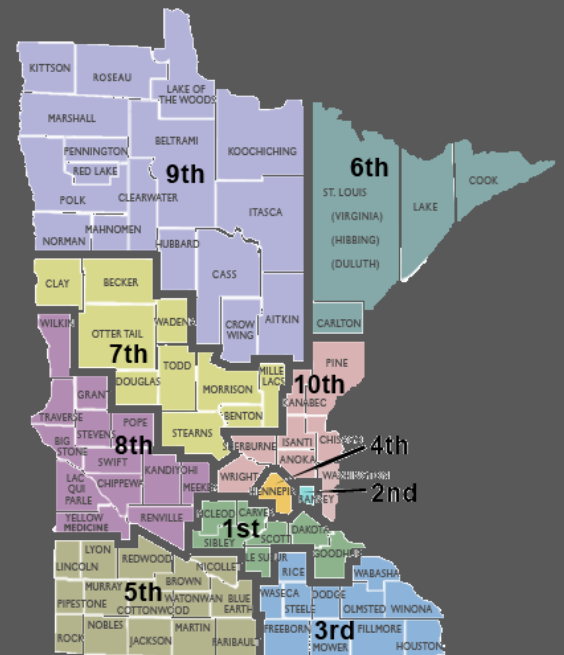 KITTSON
ROSEAU
LAKE OF
THE WOODS
MARSHALL
BELTRAMI
PENNINGTON
KOOCHICHING
RED LAKE
9th
6th
COOK
POLK
CLEARWATER
ST. LOUIS
LAKE
ITASCA
(VIRGINIA)
MAHNOMEN
NORMAN
HUBBARD
(HIBBING)
(DULUTH)
CASS
CLAY
BECKER
WILKIN
WADENA
CROW
WING
AITKIN
CARLTON
OTTER TAIL
7th
TODD
PINE
MILLE
LACS
10th
DOUGLAS
MORRISON
GRANT
KANABEC
BENTON
TRAVERSE
POPE
STEVENS
STEARNS
BIG
STONE
8th
SHERBURNE
ISANTI
CHISAGO
4th
SWIFT
ANOKA
KANDIYOHI
WRIGHT
WASHINGTON
LAC
QUI
PARLE
CHIPPEWA
MEEKER
HENNEPIN
RAMSEY
2nd
RENVILLE
MCLEOD
CARVER
YELLOW
MEDICINE
1st
SCOTT
DAKOTA
SIBLEY
LYON
LINCOLN
REDWOOD
NICOLLET
LE SUEUR
GOODHUE
RICE
WABASHA
MURRAY
BROWN
5th
PIPESTONE
COTTONWOOD
WATONWAN
BLUE
EARTH
WASECA
STEELE
DODGE
OLMSTED
WINONA
ROCK
NOBLES
JACKSON
MARTIN
FARIBAULT
FREEBORN
3rd
MOWER
FILLMORE
HOUSTON